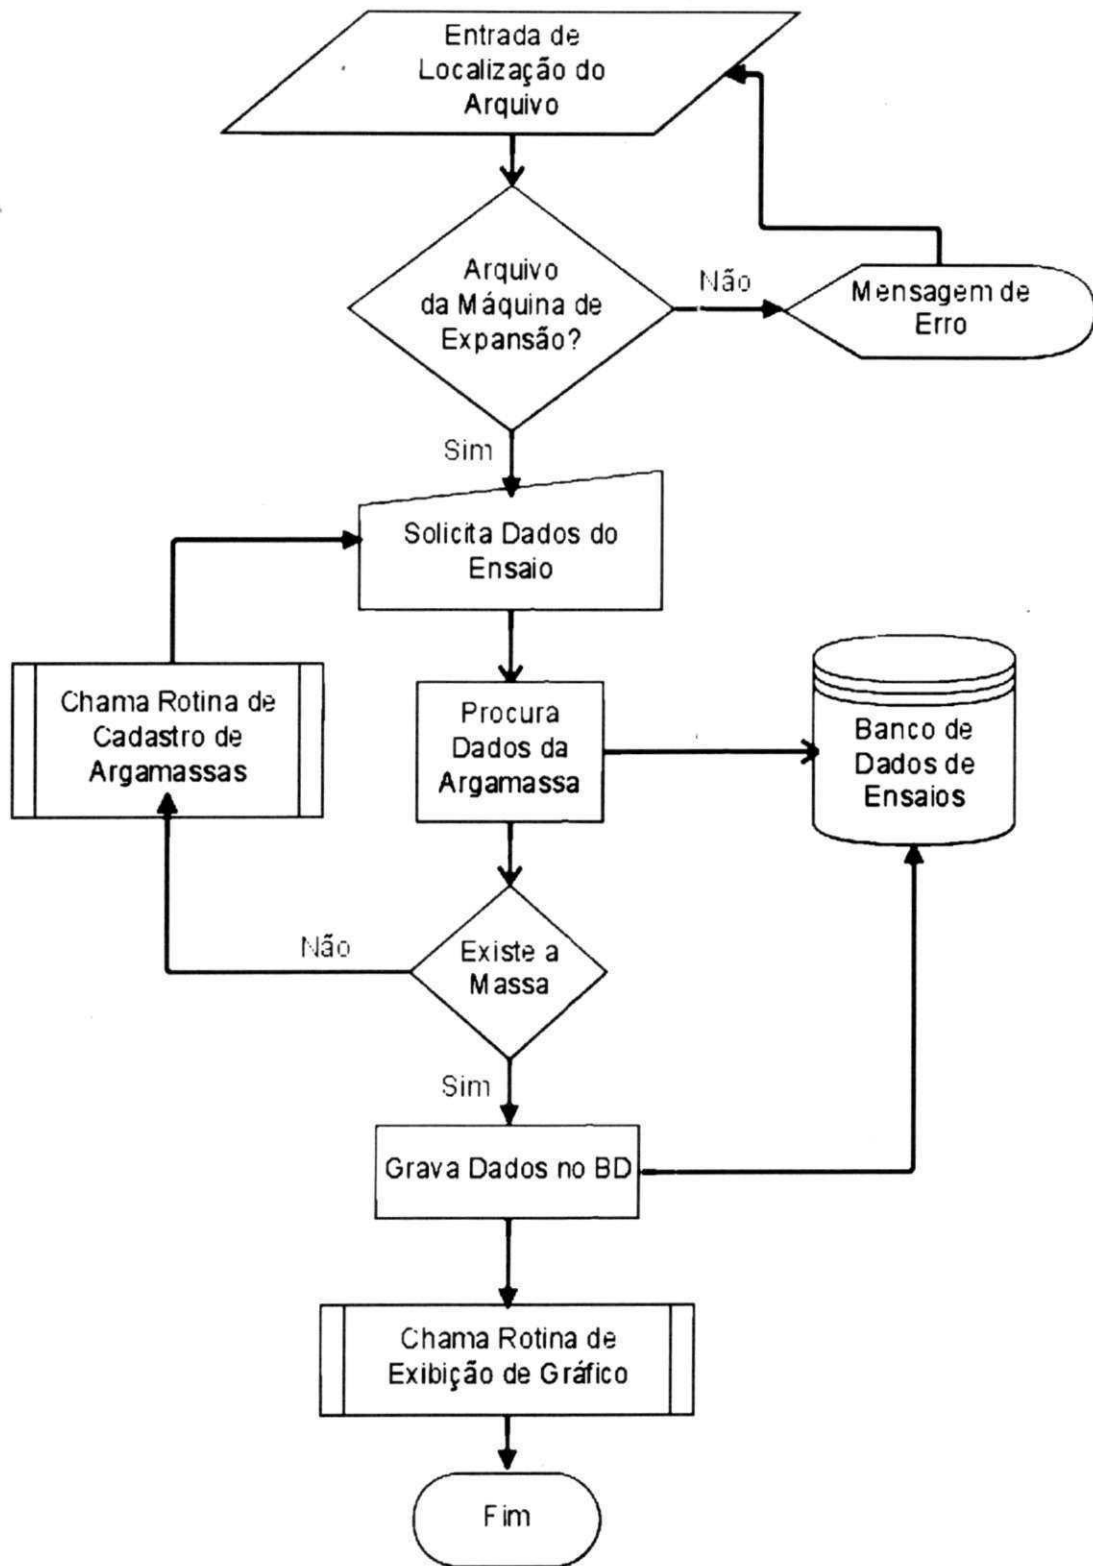 Entrada de
Localização do
Arquivo
Arquivo
da Máquina de
Expansão?
Não
Mensagem de
Erro
Sim
Solicita Dados do
Ensaio
Chama Rotina de
Cadastro de
Argamassas
Procura
Dados da
Argamassa
Banco de
Dados de
Ensaios
Não
Existe a
Massa
Sim
Grava Dados no BD
Chama Rotina de
Exibição de Gráfico
Fim